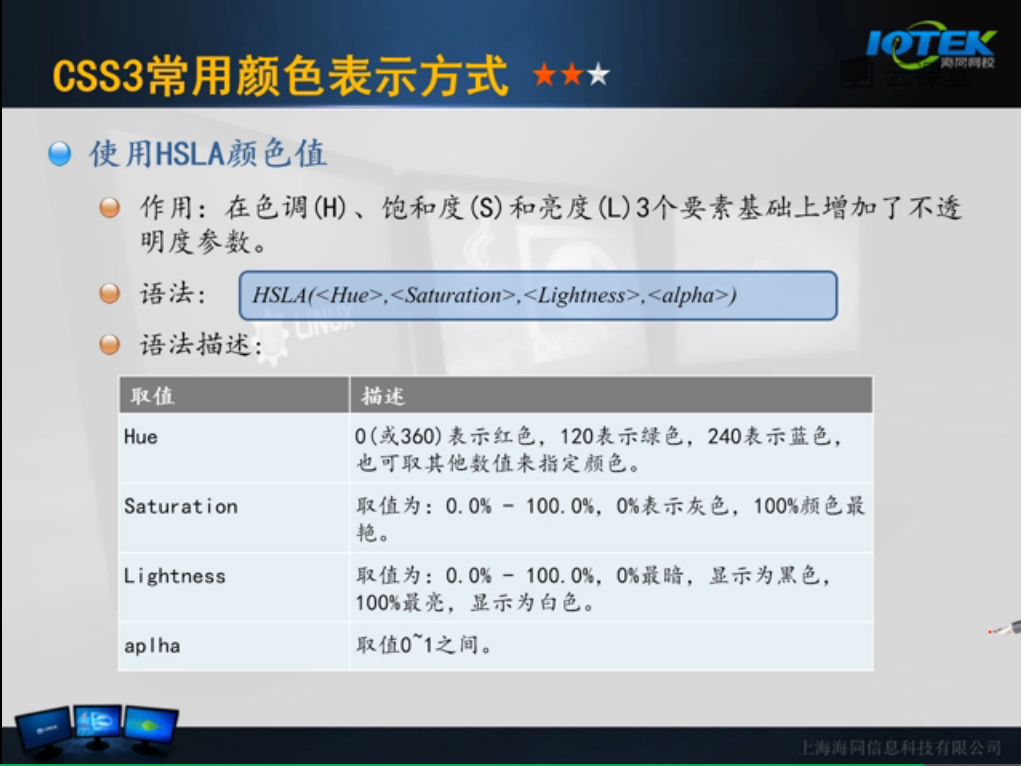 CSS3常用颜色表示方式
IQTEK
海同网校
云课堂
使用HSLA颜色值
作用：在色调(H)、饱和度(S)和亮度(L)3个要素基础上增加了不透
明度参数。
语法：
HSLA(<Hue>,<Saturation>,<Lightness>,<alpha>)
LINUX
语法描述：
取值 描述
Hue 0(或360)表示红色，120表示绿色，240表示蓝色，
也可取其他数值来指定颜色。
Saturation 取值为：0.0% - 100.0%，0%表示灰色，100%颜色最
艳。
Lightness 取值为：0.0% - 100.0%，0%最暗，显示为黑色，
100%最亮，显示为白色。
aplha 取值0~1之间。
上海海同信息科技有限公司